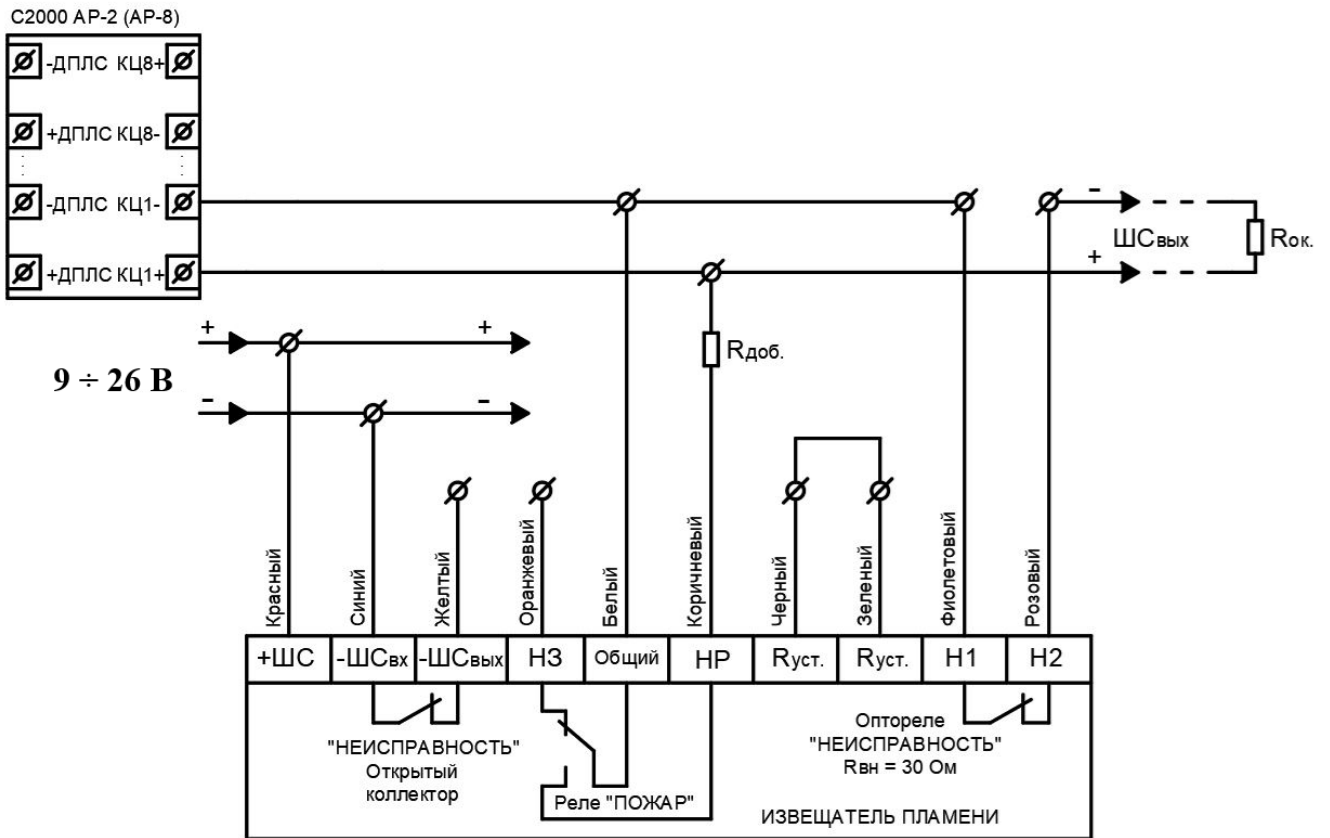 С2000 АР-2 (АР-8)
-ДПЛС КЦ8+
+ДПЛС КЦ8-
-ДПЛС КЦ1-
+ДПЛС КЦ1+
-
ШСвых
+
Rок.
+
+
9 ÷ 26 В
-
-
Rдоб.
Красный
Синий
Желтый
Оранжевый
Белый
Коричневый
Черный
Зеленый
Фиолетовый
Розовый
+ШС
-ШСвх
-ШСвых
НЗ
Общий
НР
Rуст.
Rуст.
Н1
Н2
"НЕИСПРАВНОСТЬ"
Открытый
коллектор
Реле "ПОЖАР"
Оптореле
"НЕИСПРАВНОСТЬ"
Rвн = 30 Ом
ИЗВЕЩАТЕЛЬ ПЛАМЕНИ